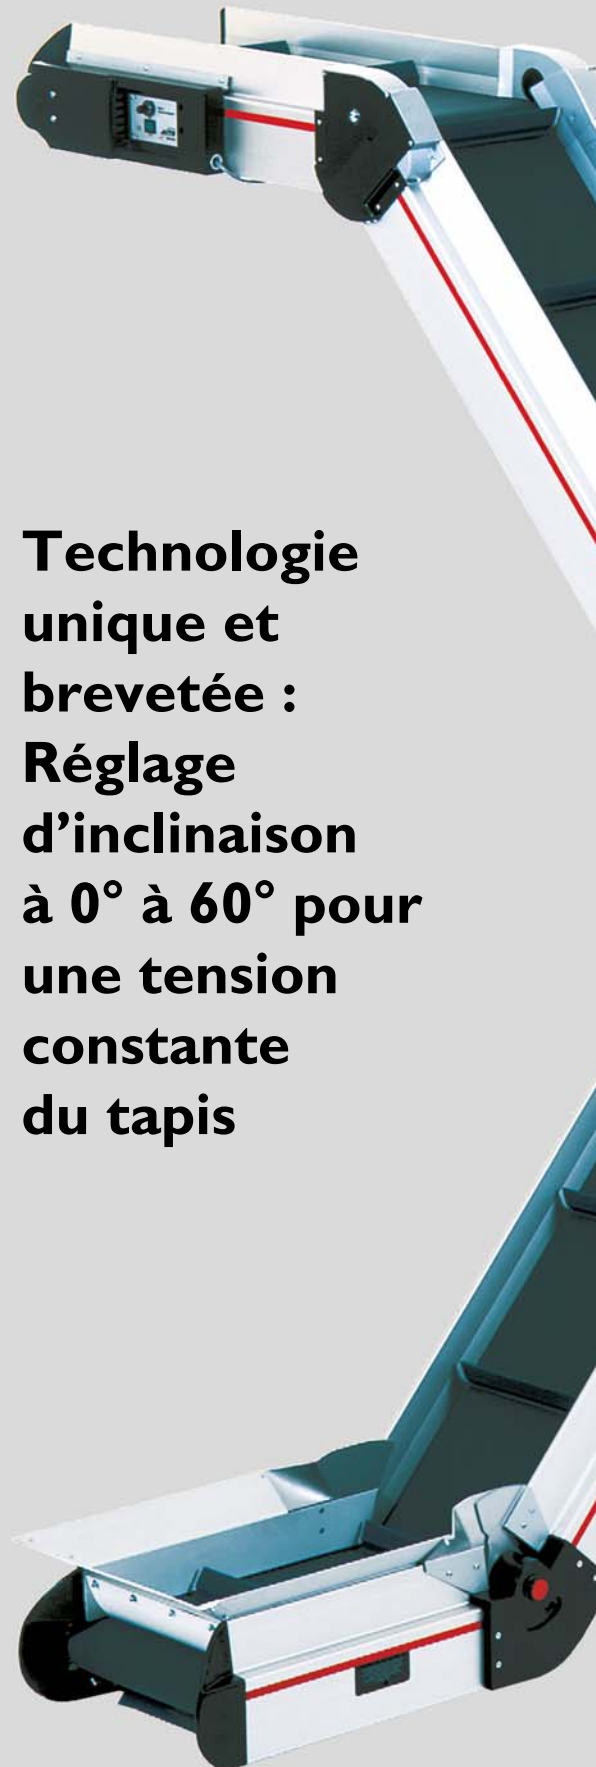 Technologie
unique et
brevetée :
Réglage
d’inclinaison
à 0° à 60° pour
une tension
constante
du tapis